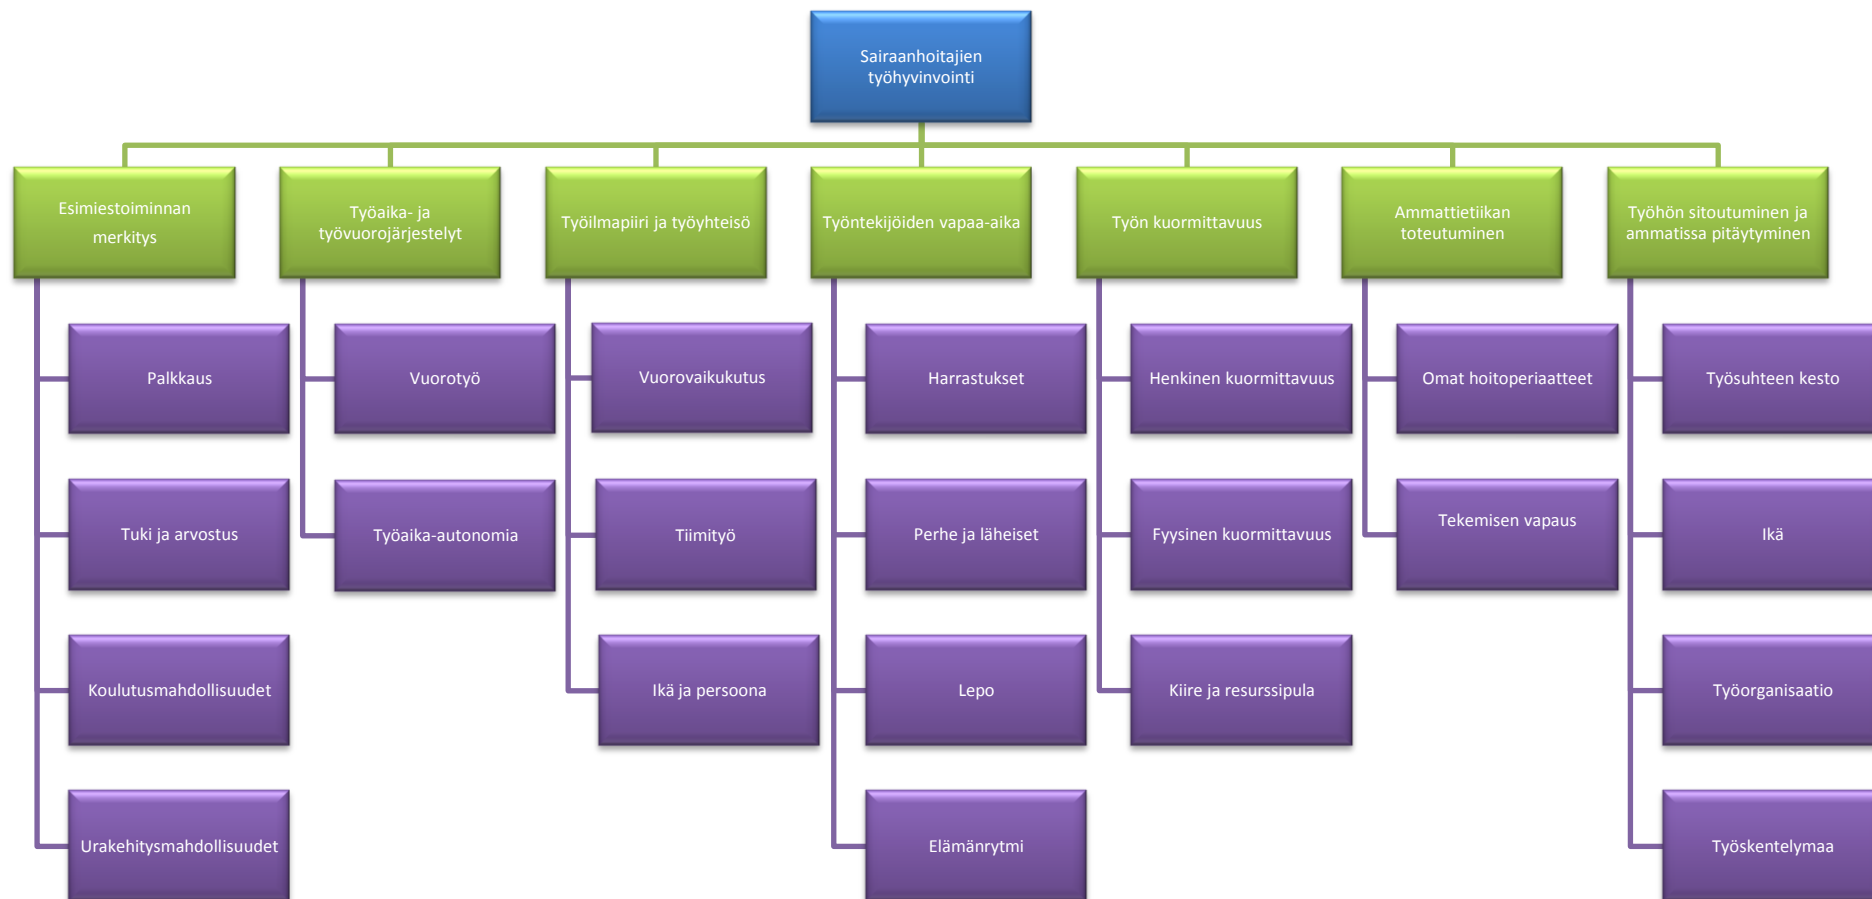 Sairaanhoitajien
työhyvinvointi
Esimiestoiminnan
merkitys
Työaika- ja
työvuorojärjestelyt
Työilmapiiri ja työyhteisö
Työntekijöiden vapaa-aika
Työn kuormittavuus
Ammattietiikan
toteutuminen
Työhön sitoutuminen ja
ammatissa pitäytyminen
Palkkaus
Vuorotyö
Vuorovaikukutus
Harrastukset
Henkinen kuormittavuus
Omat hoitoperiaatteet
Työsuhteen kesto
Tuki ja arvostus
Työaika-autonomia
Tiimityö
Perhe ja läheiset
Fyysinen kuormittavuus
Tekemisen vapaus
Ikä
Koulutusmahdollisuudet
Ikä ja persoona
Lepo
Kiire ja resurssipula
Työorganisaatio
Urakehitysmahdollisuudet
Elämänrytmi
Työskentelymaa